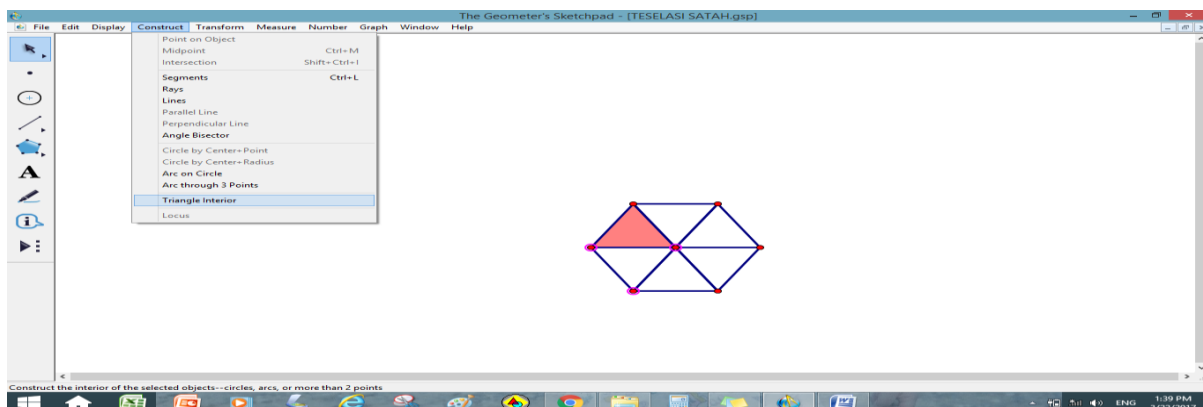 The Geometer's Sketchpad - [TESELASI SATAH.gsp]
File Edit Display Construct Transform Measure Number Graph Window Help
Point on Object
Midpoint Ctrl+M
Intersection Shift+Ctrl+I
Segments Ctrl+L
Rays
Lines
Parallel Line
Perpendicular Line
Angle Bisector
Circle by Center+Point
Circle by Center+Radius
Arc on Circle
Arc through 3 Points
Triangle Interior
Locus
A
Construct the interior of the selected objects--circles, arcs, or more than 2 points
ENG 1:39 PM